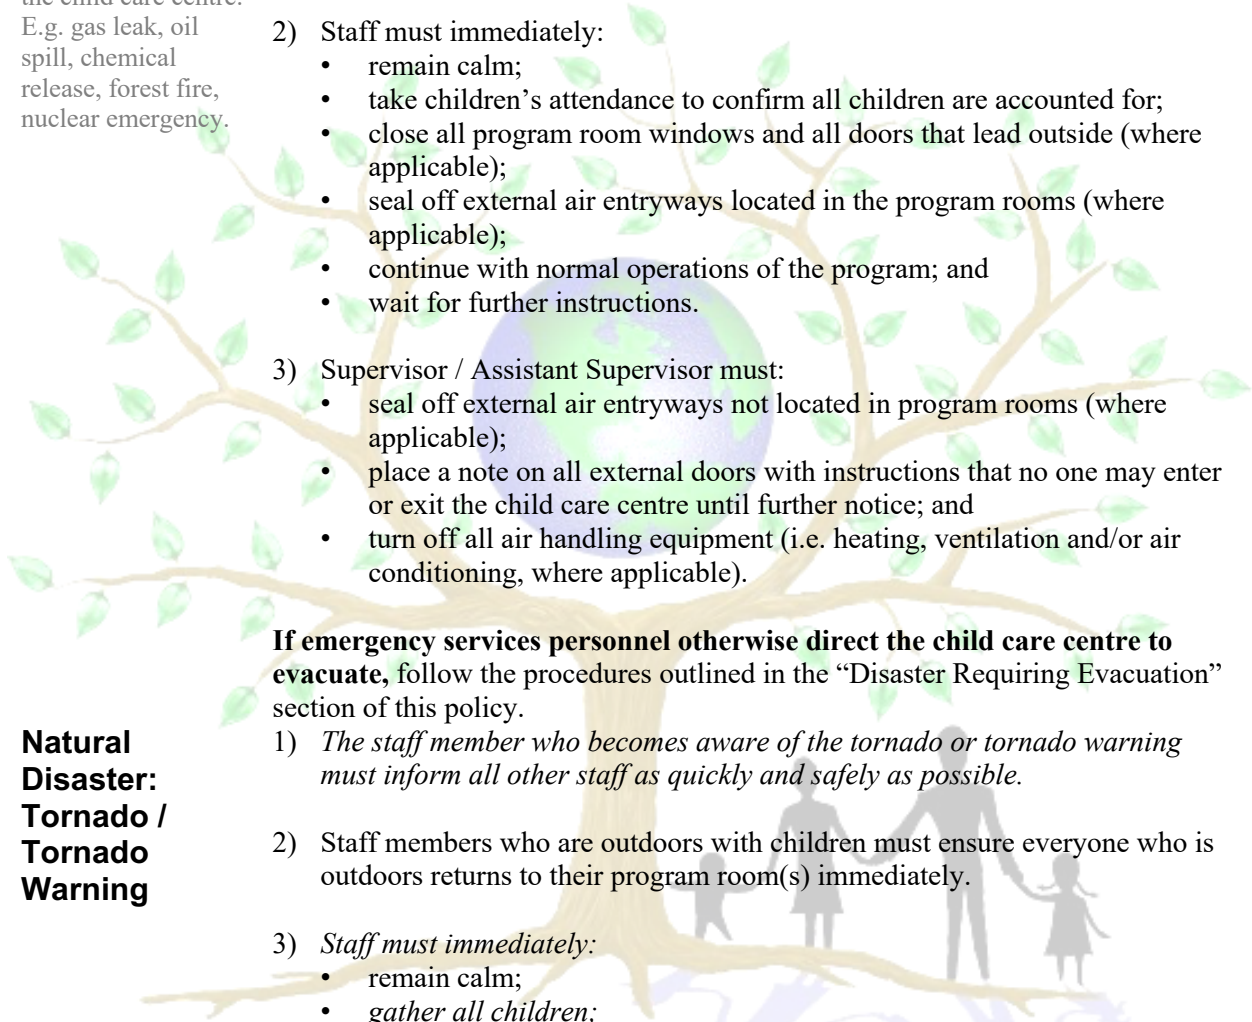 the child care centre.
E.g. gas leak, oil
spill, chemical
release, forest fire,
nuclear emergency.
2) Staff must immediately:
• remain calm;
• take children’s attendance to confirm all children are accounted for;
• close all program room windows and all doors that lead outside (where
applicable);
• seal off external air entryways located in the program rooms (where
applicable);
• continue with normal operations of the program; and
• wait for further instructions.
3) Supervisor / Assistant Supervisor must:
• seal off external air entryways not located in program rooms (where
applicable);
• place a note on all external doors with instructions that no one may enter
or exit the child care centre until further notice; and
• turn off all air handling equipment (i.e. heating, ventilation and/or air
conditioning, where applicable).
If emergency services personnel otherwise direct the child care centre to
evacuate, follow the procedures outlined in the “Disaster Requiring Evacuation”
section of this policy.
Natural
Disaster:
Tornado /
Tornado
Warning
1) The staff member who becomes aware of the tornado or tornado warning
must inform all other staff as quickly and safely as possible.
2) Staff members who are outdoors with children must ensure everyone who is
outdoors returns to their program room(s) immediately.
3) Staff must immediately:
• remain calm;
• gather all children;